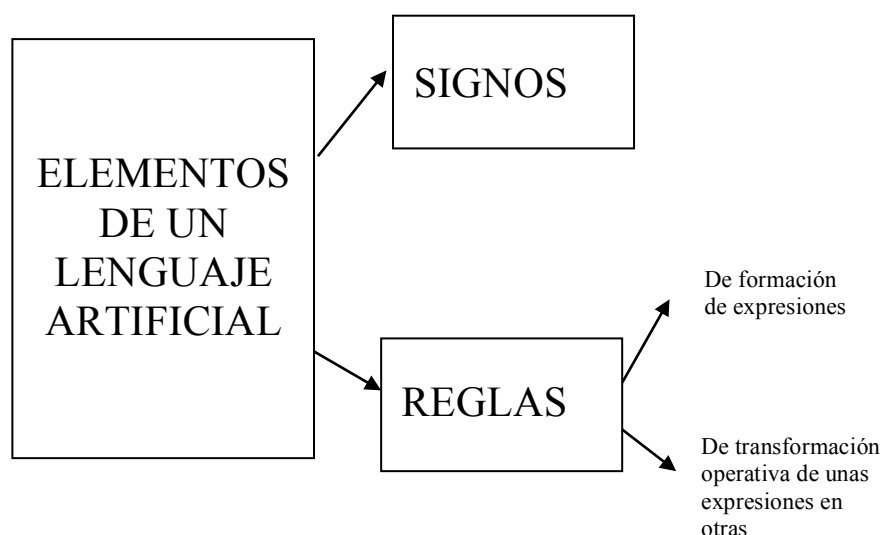 SIGNOS
ELEMENTOS
DE UN
LENGUAJE
ARTIFICIAL
De formación
de expresiones
REGLAS
De transformación
operativa de unas
expresiones en
otras